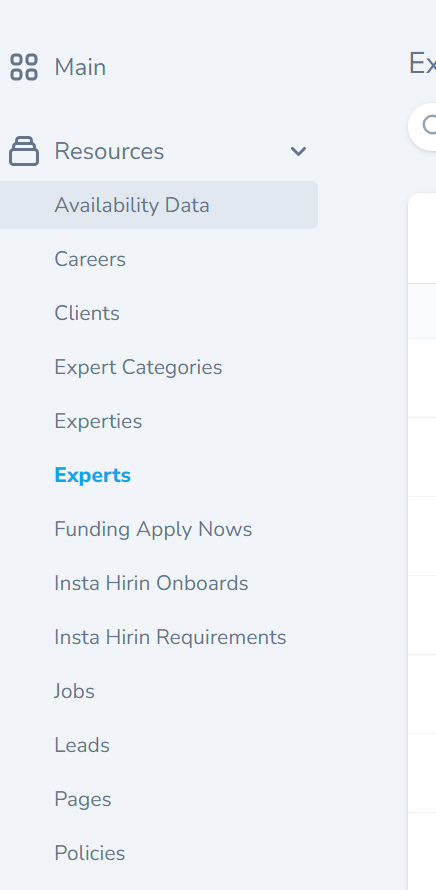 Main
Ex
Resources
Availability Data
Careers
Clients
Expert Categories
Experties
Experts
Funding Apply Nows
Insta Hirin Onboards
Insta Hirin Requirements
Jobs
Leads
Pages
Policies